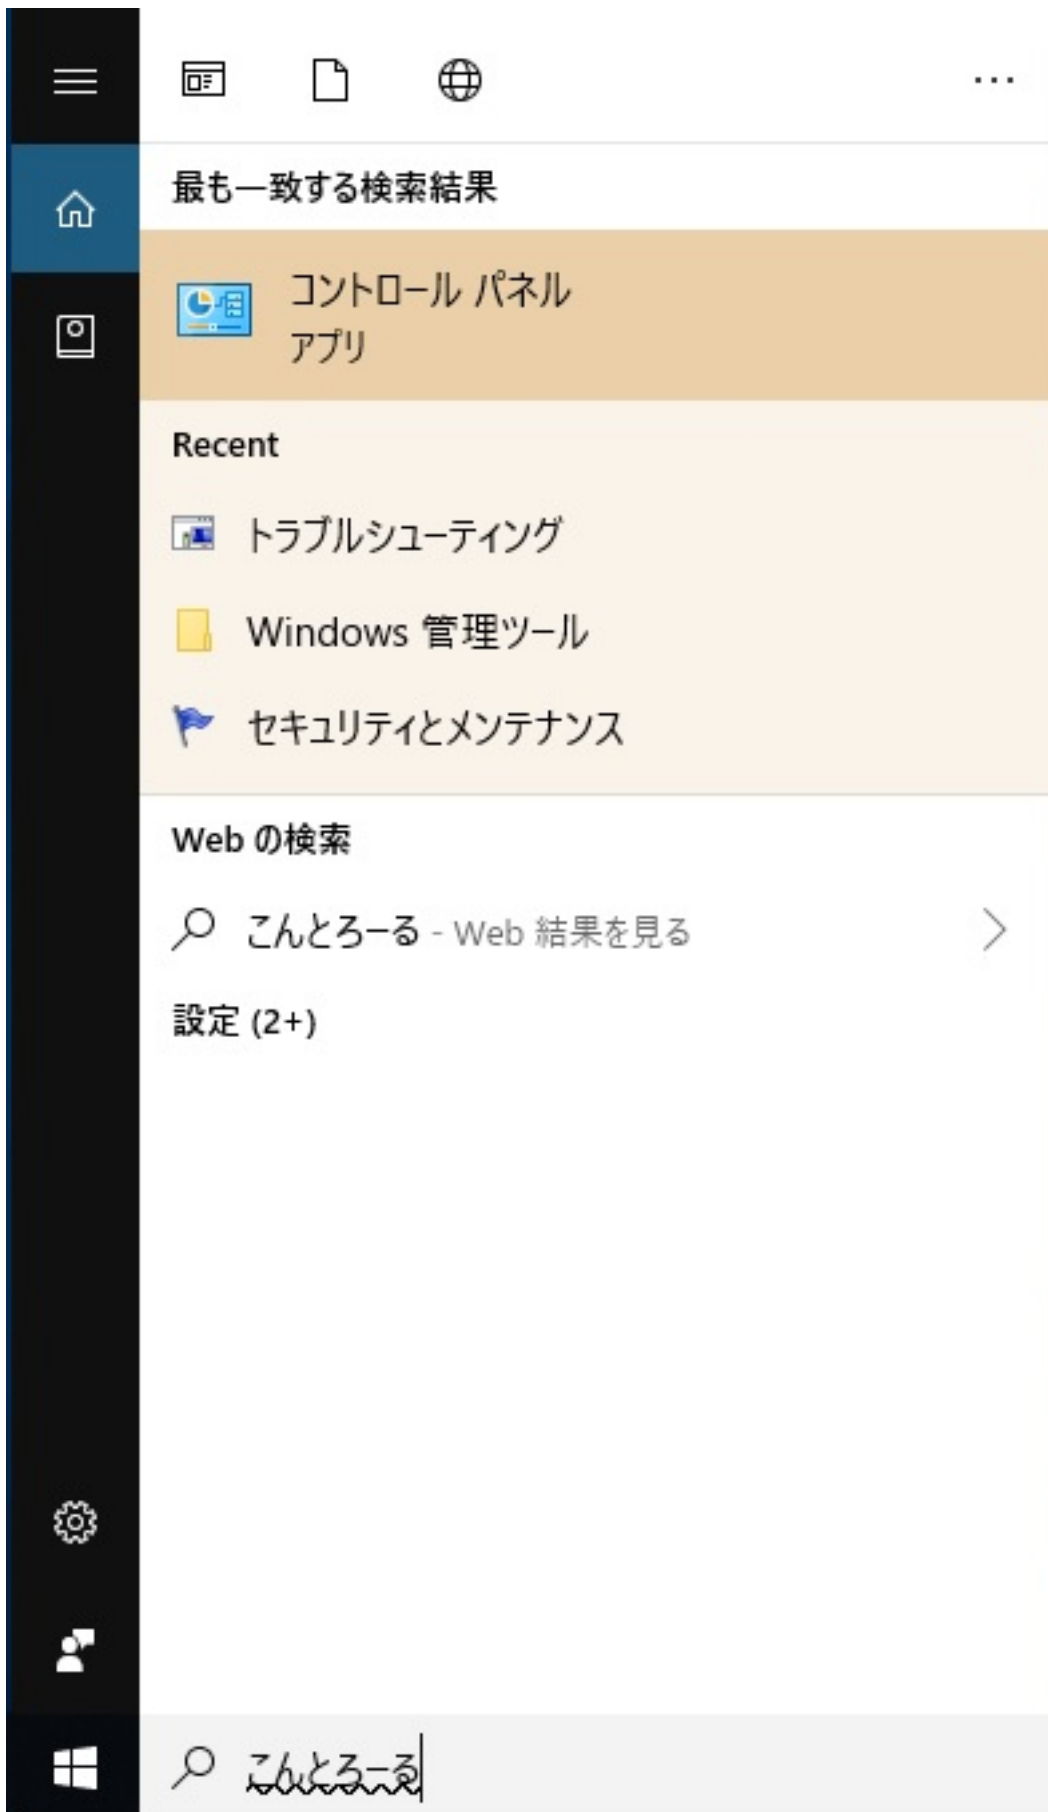 最も一致する検索結果
コントロール パネル
アプリ
Recent
トラブルシューティング
Windows 管理ツール
セキュリティとメンテナンス
Web の検索
こんとろーる - Web 結果を見る
設定 (2+)
こんとろーる